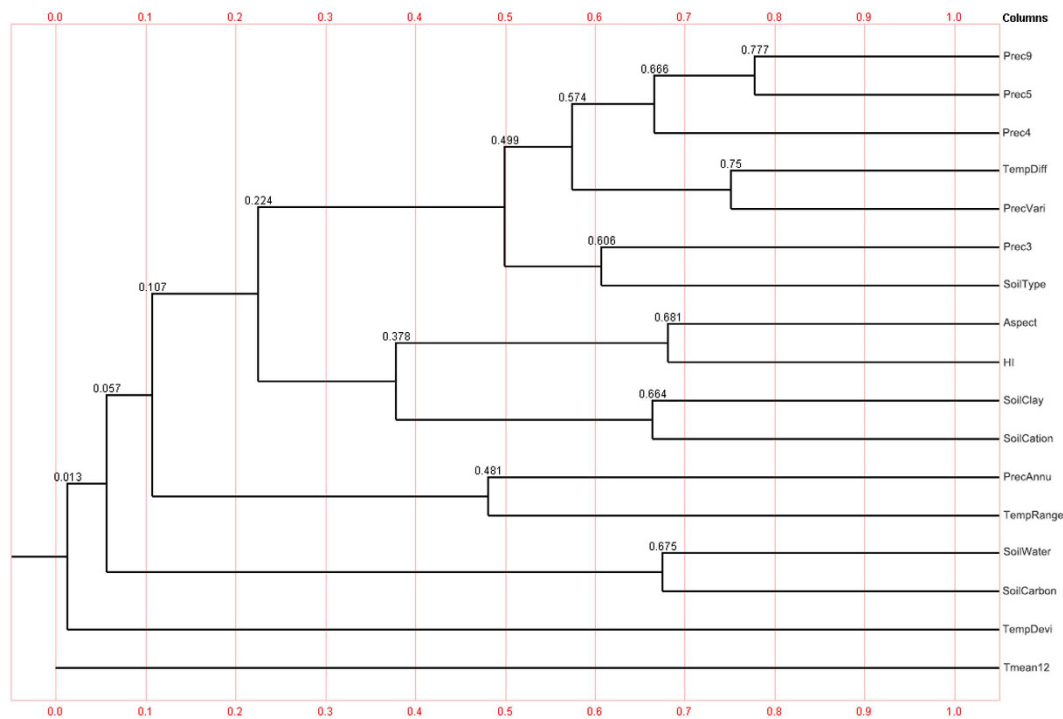 0.0 0.1 0.2 0.3 0.4 0.5 0.6 0.7 0.8 0.9 1.0 Columns
0.777 Prec9
0.666 Prec5
0.574 Prec4
0.499 0.75 TempDiff
0.224 PrecVari
0.606 Prec3
0.107 SoilType
0.681 Aspect
0.378 HI
0.057 0.664 SoilClay
SoilCation
0.013 0.481 PrecAnnu
TempRange
0.675 SoilWater
SoilCarbon
TempDevi
Tmean12
0.0 0.1 0.2 0.3 0.4 0.5 0.6 0.7 0.8 0.9 1.0